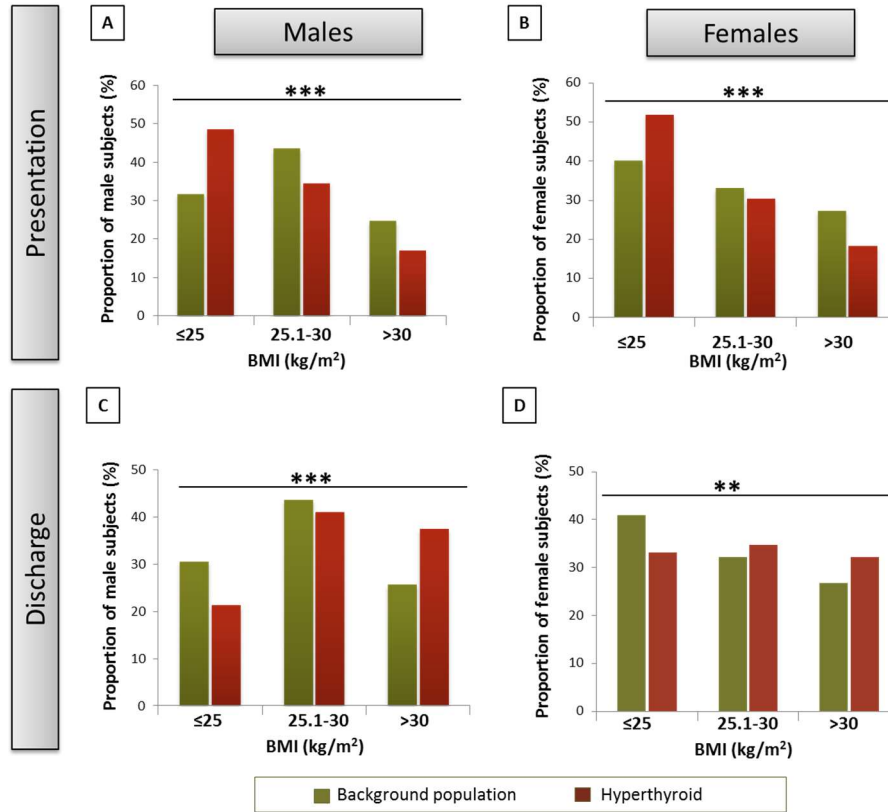 A
Males
B
Females
Presentation
Proportion of male subjects (%)
60
50
40
30
20
10
0
***
≤25 25.1-30 >30
BMI (kg/m²)
Proportion of female subjects (%)
60
50
40
30
20
10
0
***
≤25 25.1-30 >30
BMI (kg/m²)
Discharge
C
Proportion of male subjects (%)
50
40
30
20
10
0
***
≤25 25.1-30 >30
BMI (kg/m²)
D
Proportion of female subjects (%)
50
40
30
20
10
0
**
≤25 25.1-30 >30
BMI (kg/m²)
Background population Hyperthyroid